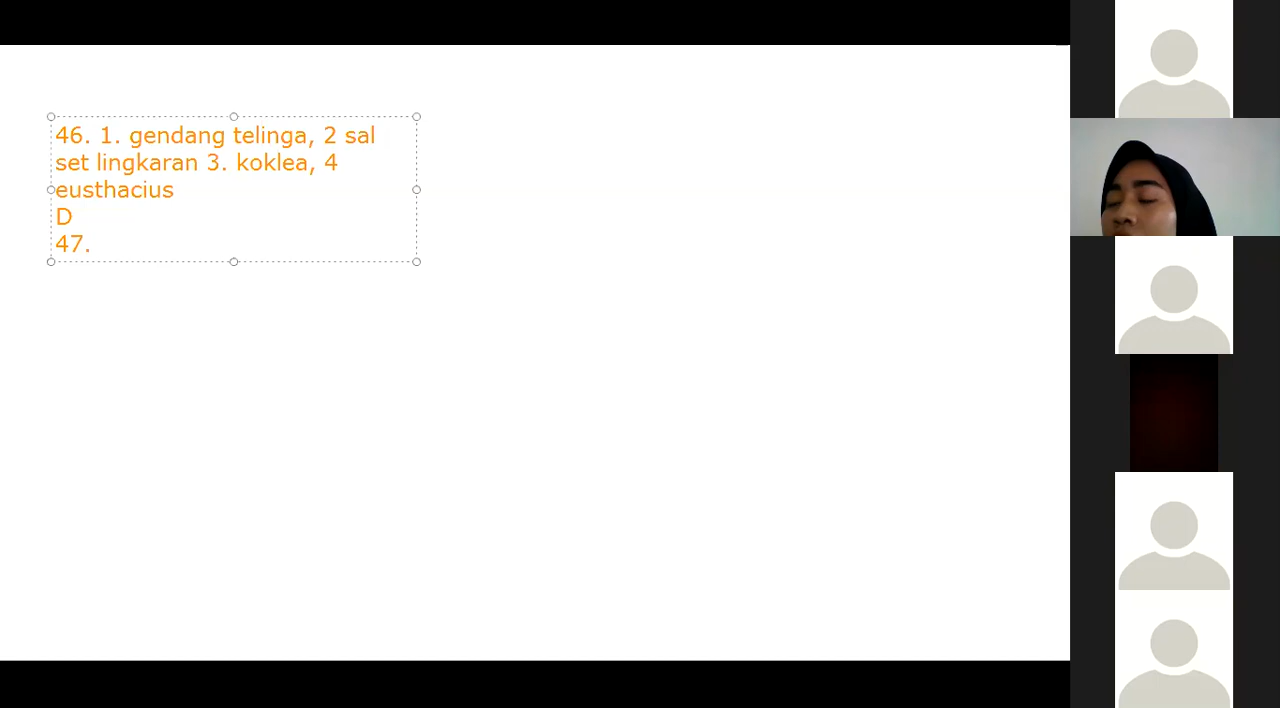 46. 1. gendang telinga, 2 sal
set lingkaran 3. koklea, 4
eusthacius
D
47.